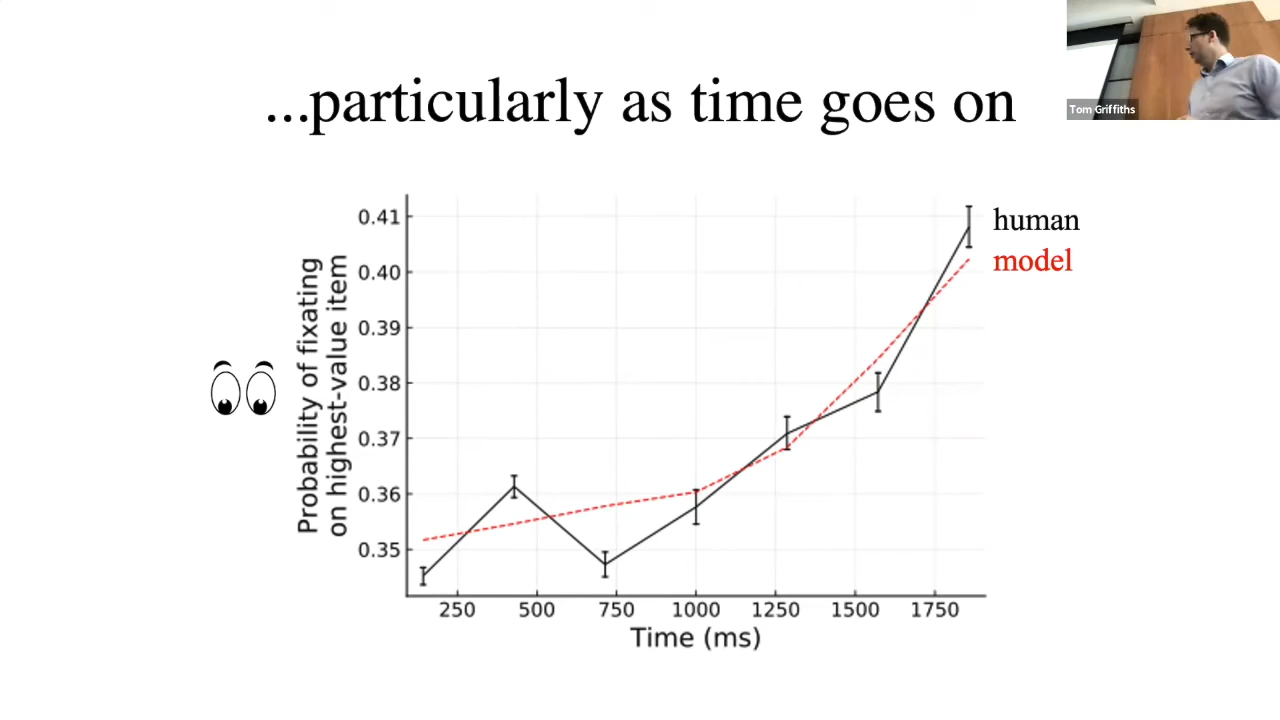 ...particularly as time goes on
Tom Griffiths
human
model
0.41
0.40
0.39
0.38
0.37
0.36
0.35
Probability of fixating
on highest-value item
250 500 750 1000 1250 1500 1750
Time (ms)